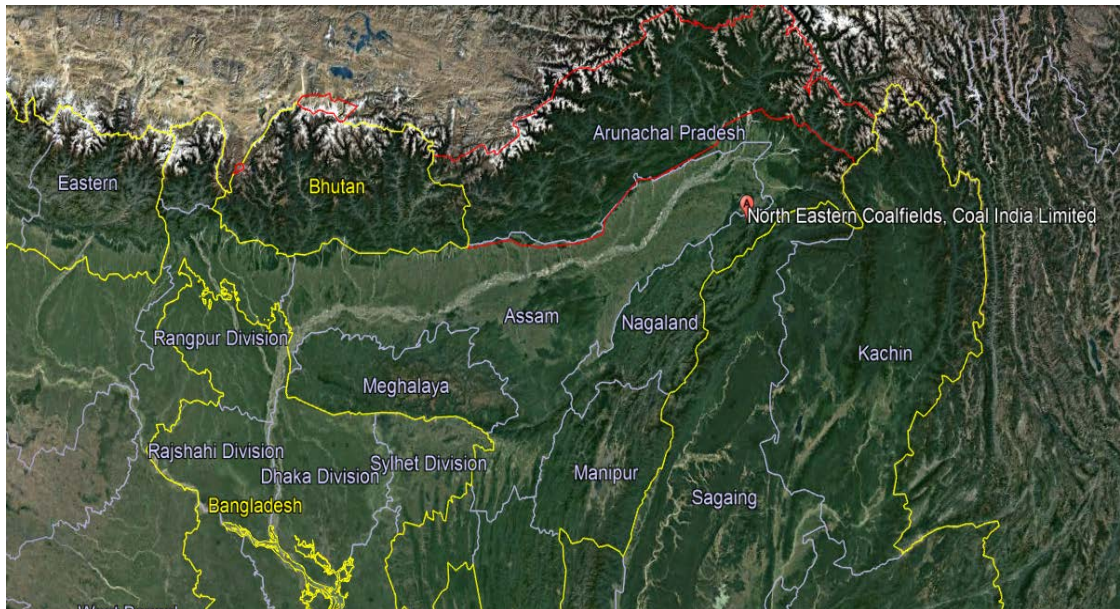 Arunachal Pradesh
Eastern
Bhutan
A
North Eastern Coalfields, Coal India Limited
Assam
Nagaland
Rangpur Division
Kachin
Meghalaya
Rajshahi Division
Sylhet Division
Dhaka Division
Manipur
Sagaing
Bangladesh